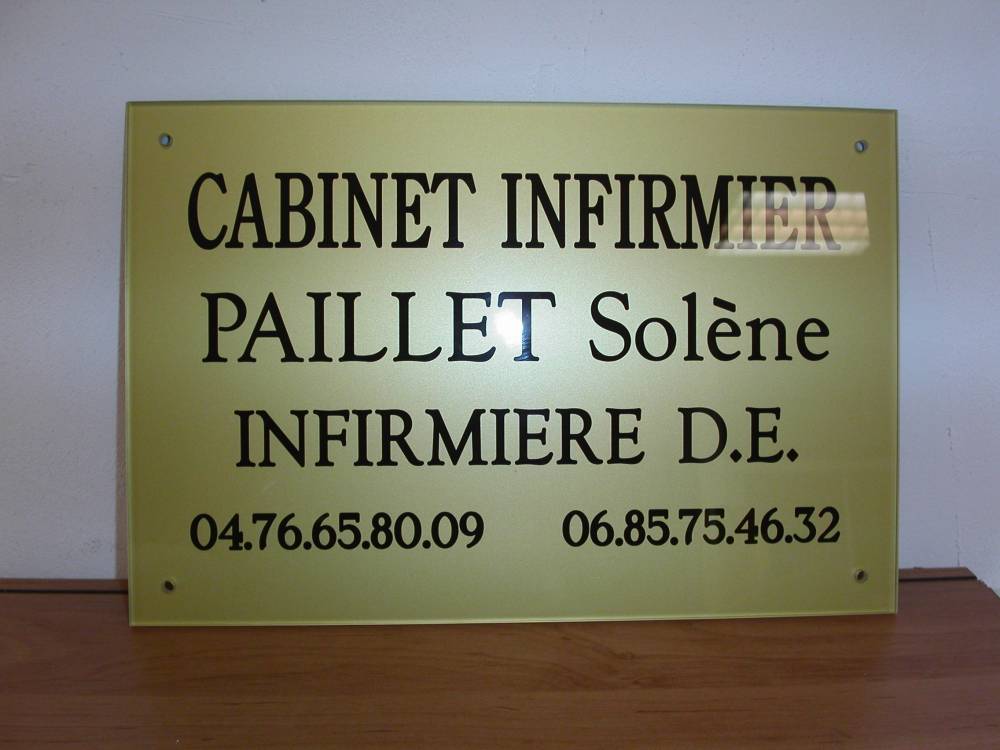 CABINET INFIRMIER
PAILLET Solène
INFIRMIERE D.E.
04.76.65.80.09 06.85.75.46.32